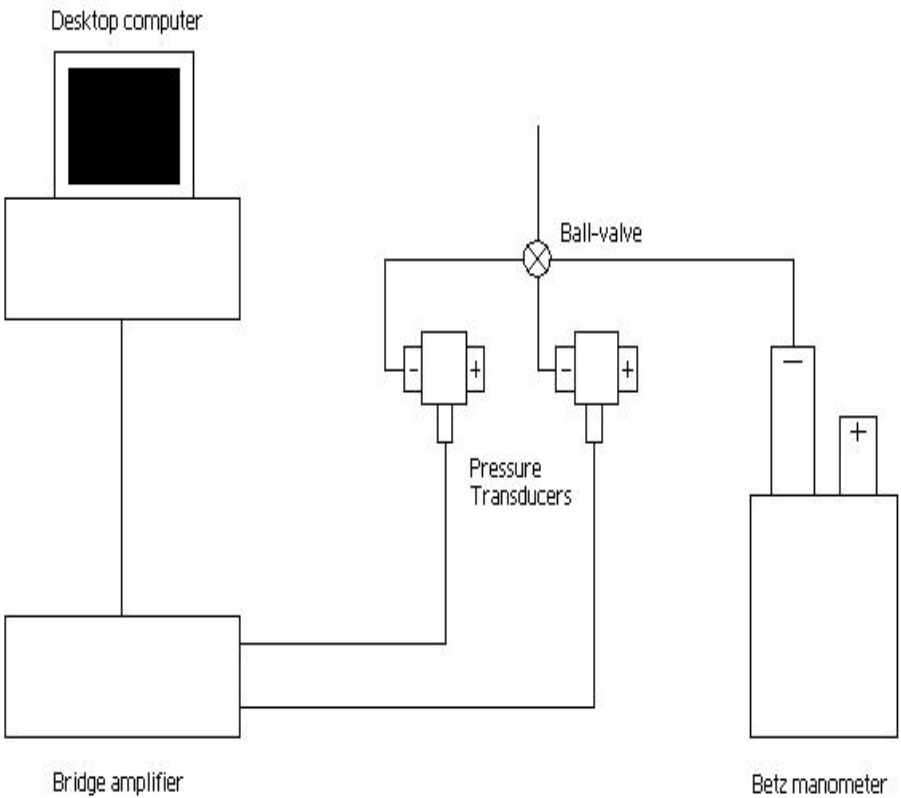 Desktop computer
Ball-valve
- + - +
−
+
Pressure
Transducers
Bridge amplifier
Betz manometer